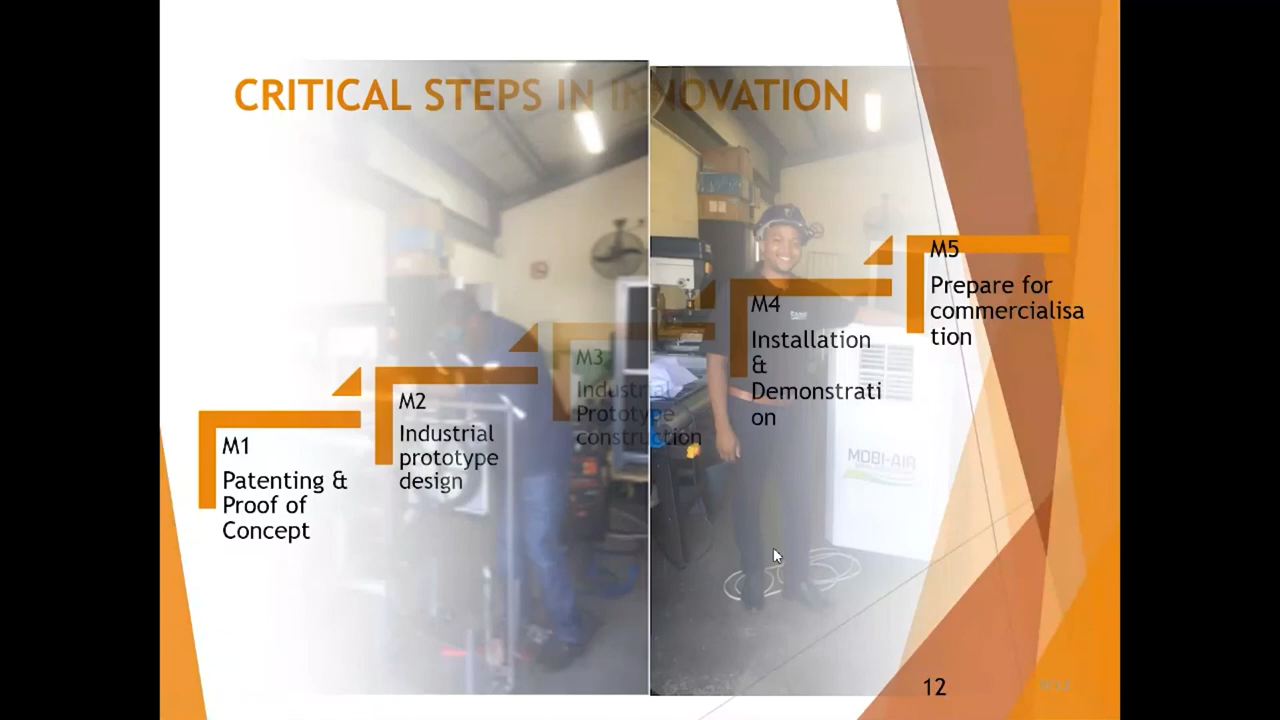 CRITICAL STEPS IN INNOVATION
M1
Patenting &
Proof of
Concept
M2
Industrial
prototype
design
M3
Industrial
Prototype
construction
M4
Installation
&
Demonstrati
on
M5
Prepare for
commercialisa
tion
MOBI-AIR
12